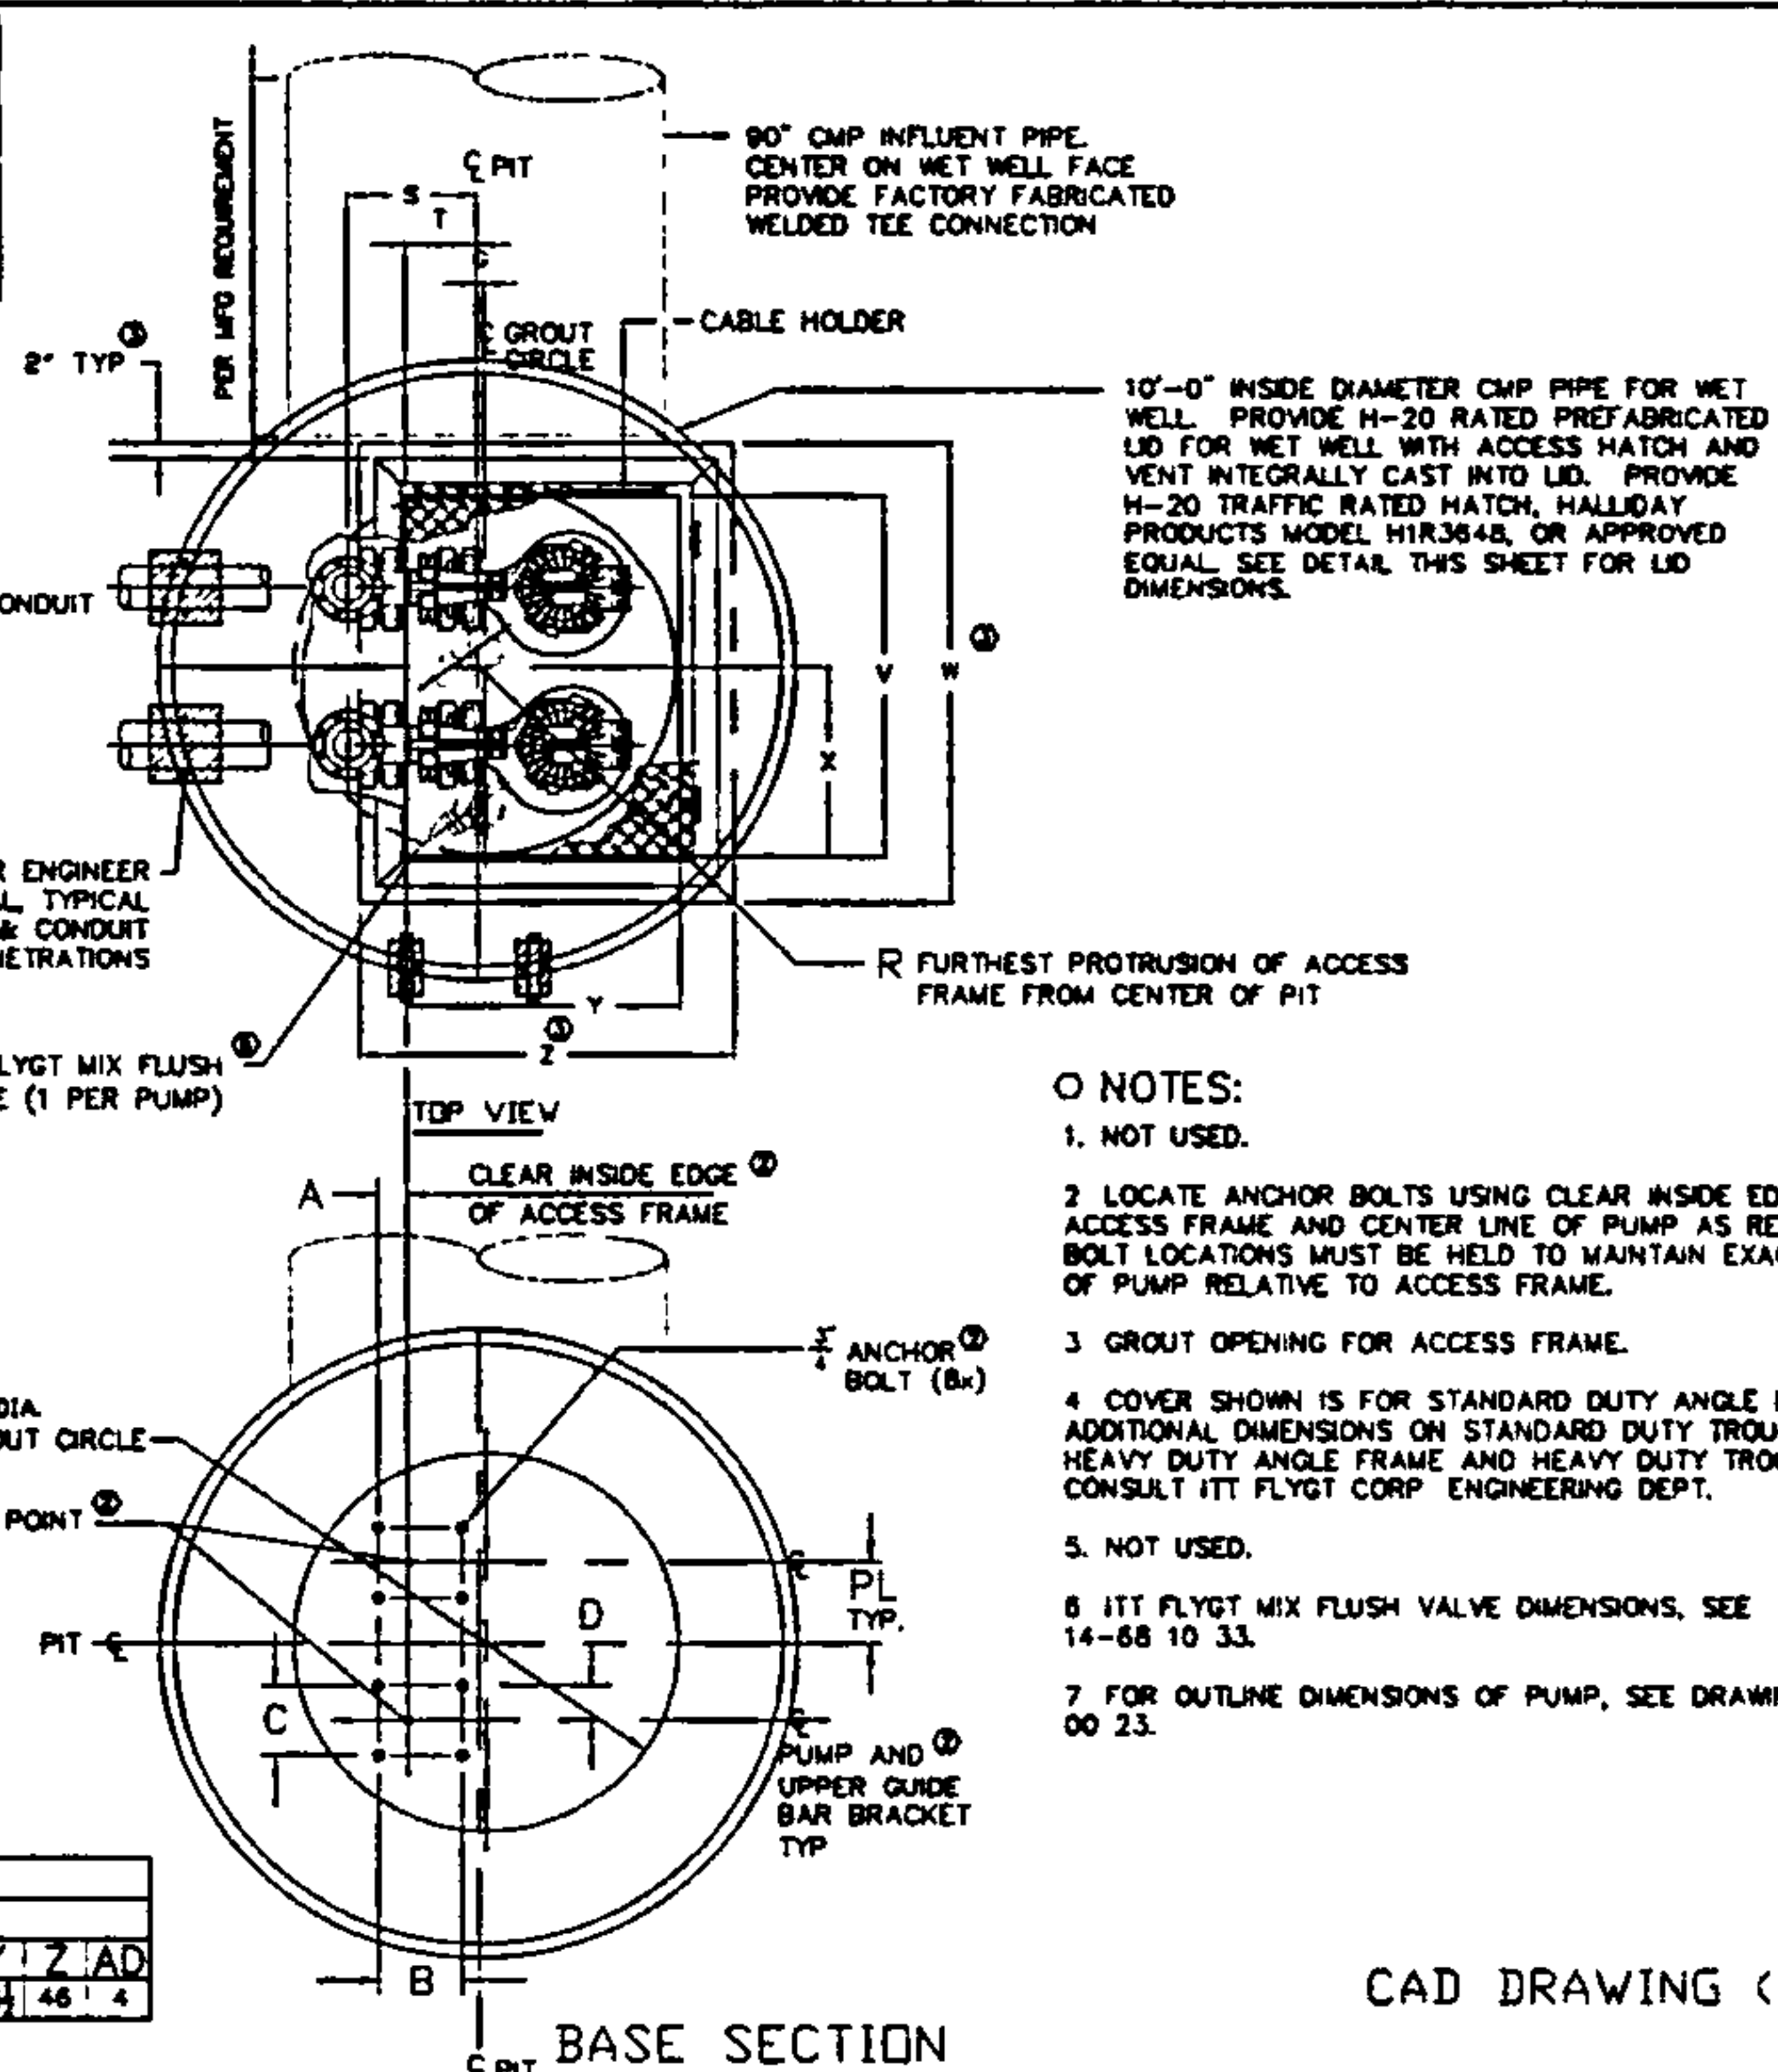 90" CMP INFLUENT PIPE.
CENTER ON WET WELL FACE
PROVIDE FACTORY FABRICATED
WELDED TEE CONNECTION
PER MFG REQUIREMENT
℄ PIT
S
T
℄ GROUT
CIRCLE
CABLE HOLDER
2" TYP ③
10'-0" INSIDE DIAMETER CMP PIPE FOR WET
WELL. PROVIDE H-20 RATED PREFABRICATED
LID FOR WET WELL WITH ACCESS HATCH AND
VENT INTEGRALLY CAST INTO LID. PROVIDE
H-20 TRAFFIC RATED HATCH, HALLIDAY
PRODUCTS MODEL H1R3648, OR APPROVED
EQUAL. SEE DETAIL THIS SHEET FOR LID
DIMENSIONS.
ONDUIT
V
W ③
X
R ENGINEER
L, TYPICAL
& CONDUIT
NETRATIONS
R FURTHEST PROTRUSION OF ACCESS
FRAME FROM CENTER OF PIT
Y
Z ③
LYGT MIX FLUSH ⑥
E (1 PER PUMP)
TOP VIEW
A
CLEAR INSIDE EDGE ②
OF ACCESS FRAME
ANCHOR ②
BOLT (8x)
DIA.
OUT CIRCLE
POINT ②
PL
TYP.
D
PIT ℄
C
PUMP AND ②
UPPER GUIDE
BAR BRACKET
TYP
B
℄ PIT
BASE SECTION
Z AD
46 4
O NOTES:
1. NOT USED.
2 LOCATE ANCHOR BOLTS USING CLEAR INSIDE ED
ACCESS FRAME AND CENTER LINE OF PUMP AS RE
BOLT LOCATIONS MUST BE HELD TO MAINTAIN EXA
OF PUMP RELATIVE TO ACCESS FRAME.
3 GROUT OPENING FOR ACCESS FRAME.
4 COVER SHOWN IS FOR STANDARD DUTY ANGLE
ADDITIONAL DIMENSIONS ON STANDARD DUTY TROU
HEAVY DUTY ANGLE FRAME AND HEAVY DUTY TRO
CONSULT ITT FLYGT CORP ENGINEERING DEPT.
5. NOT USED.
6 ITT FLYGT MIX FLUSH VALVE DIMENSIONS, SEE
14-68 10 33.
7 FOR OUTLINE DIMENSIONS OF PUMP, SEE DRAWI
00 23.
CAD DRAWING